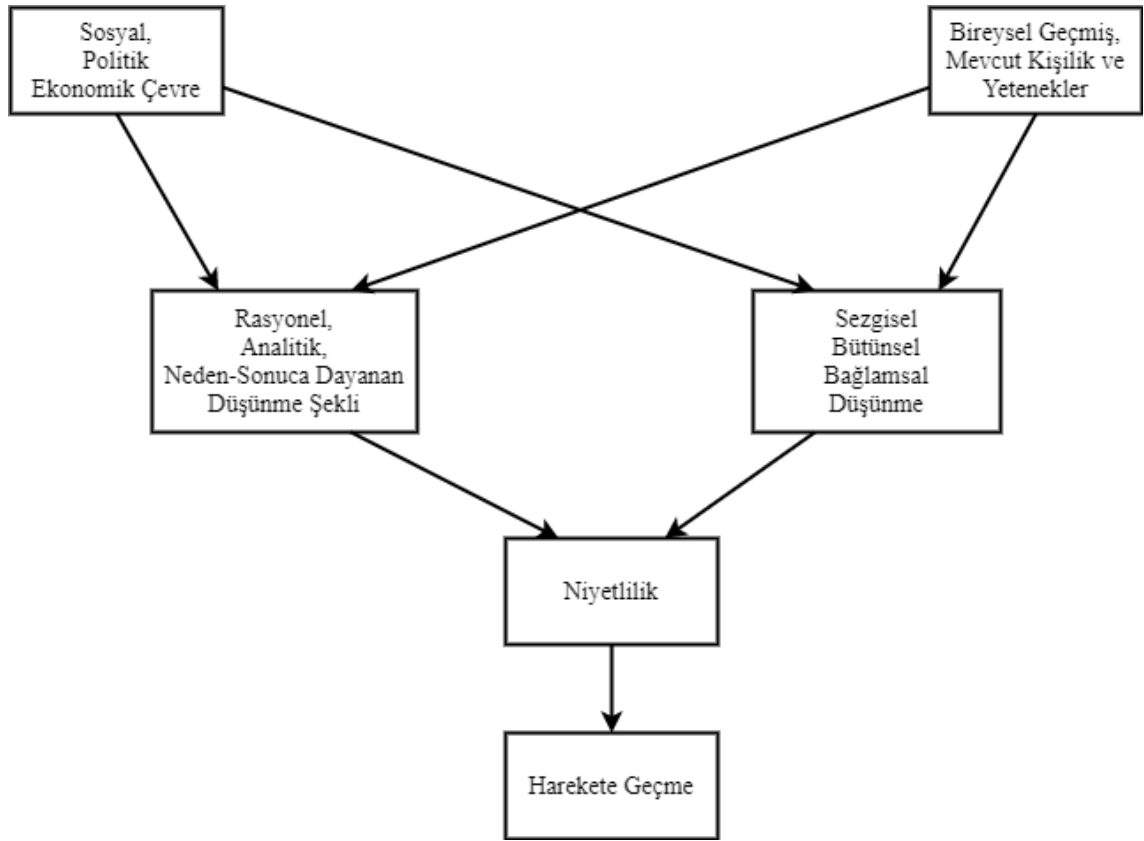 Sosyal,
Politik
Ekonomik Çevre
Bireysel Geçmiş,
Mevcut Kişilik ve
Yetenekler
Rasyonel,
Analitik,
Neden-Sonuca Dayanan
Düşünme Şekli
Sezgisel
Bütünsel
Bağlamsal
Düşünme
Niyetlilik
Harekete Geçme